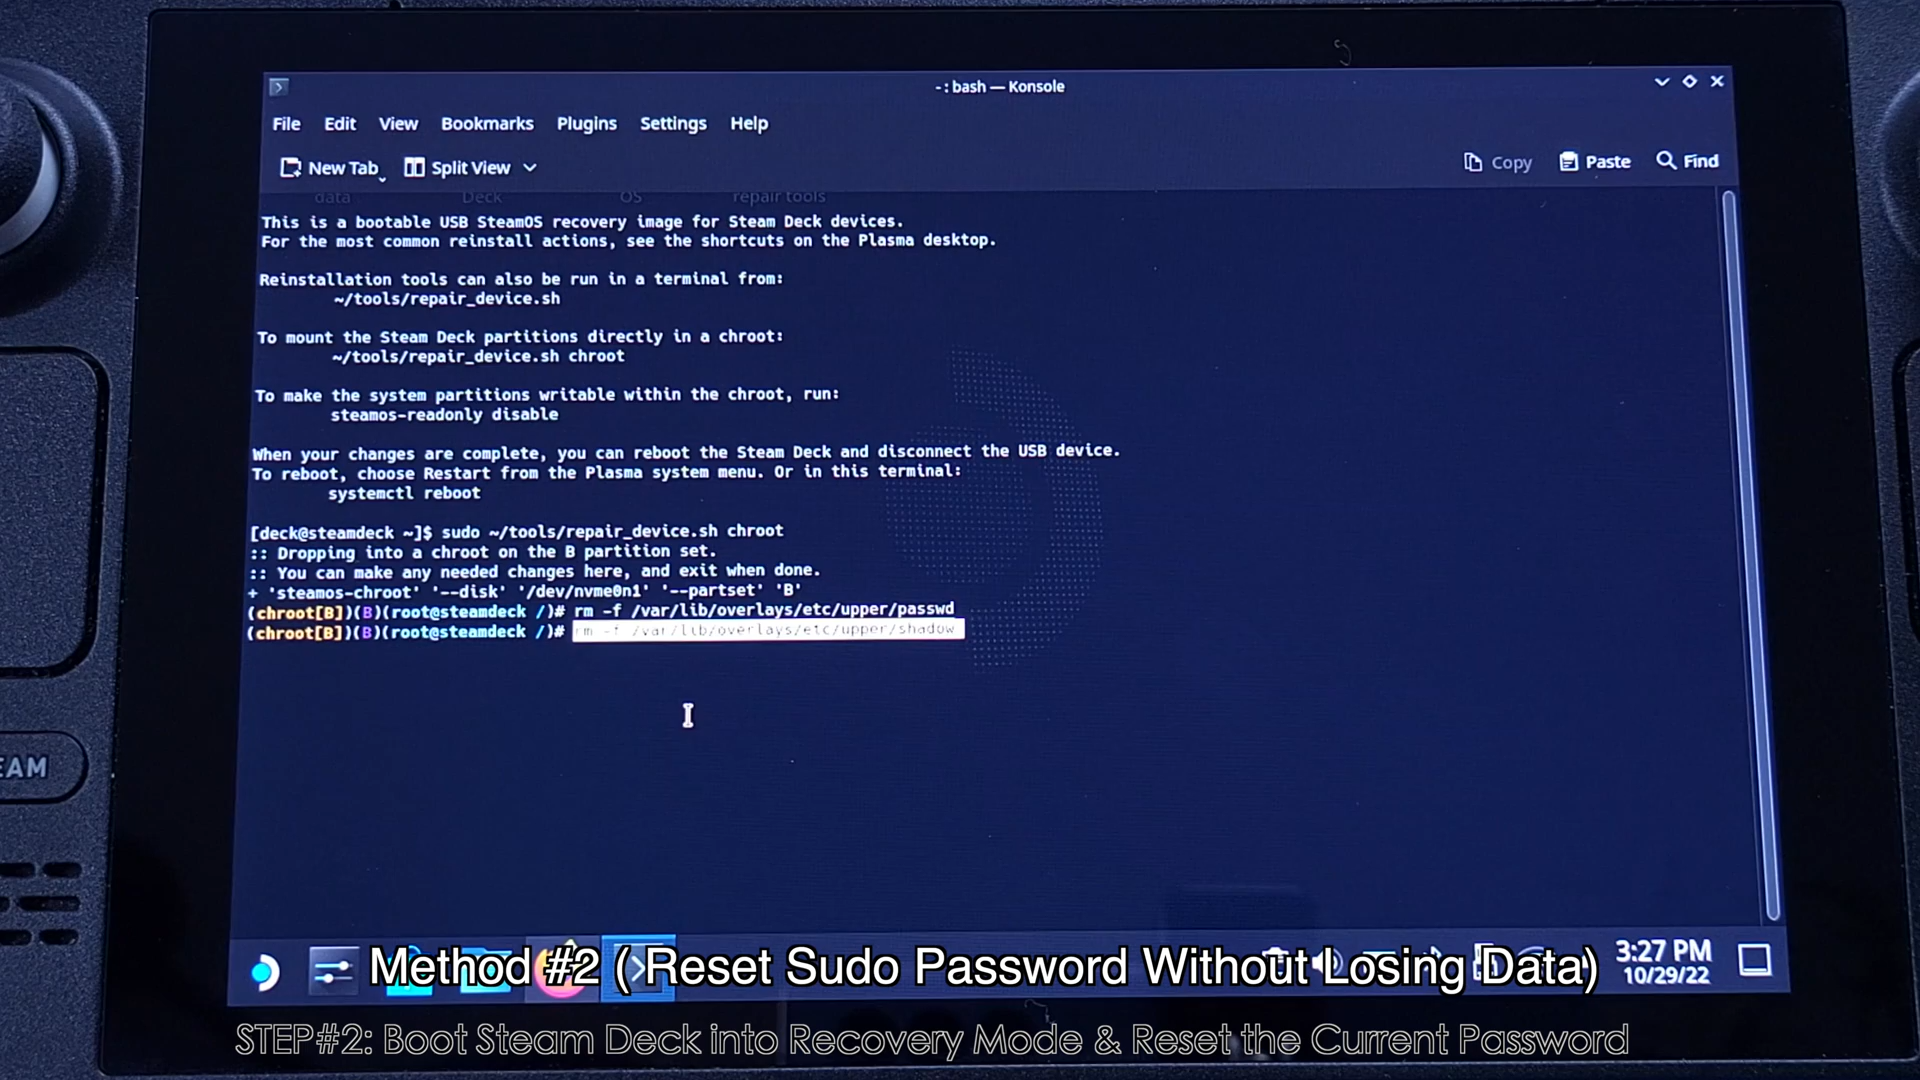 - : bash — Konsole
File Edit View Bookmarks Plugins Settings Help
New Tab Split View Copy Paste Find
data Deck OS repair tools
This is a bootable USB SteamOS recovery image for Steam Deck devices.
For the most common reinstall actions, see the shortcuts on the Plasma desktop.
Reinstallation tools can also be run in a terminal from:
~/tools/repair_device.sh
To mount the Steam Deck partitions directly in a chroot:
~/tools/repair_device.sh chroot
To make the system partitions writable within the chroot, run:
steamos-readonly disable
When your changes are complete, you can reboot the Steam Deck and disconnect the USB device.
To reboot, choose Restart from the Plasma system menu. Or in this terminal:
systemctl reboot
[deck@steamdeck ~]$ sudo ~/tools/repair_device.sh chroot
:: Dropping into a chroot on the B partition set.
:: You can make any needed changes here, and exit when done.
+ 'steamos-chroot' '--disk' '/dev/nvme0n1' '--partset' 'B'
(chroot[B])(B)(root@steamdeck /)# rm -f /var/lib/overlays/etc/upper/passwd
(chroot[B])(B)(root@steamdeck /)# rm -f /var/lib/overlays/etc/upper/shadow
EAM
3:27 PM
10/29/22
Method #2 ( Reset Sudo Password Without Losing Data)
STEP#2: Boot Steam Deck into Recovery Mode & Reset the Current Password